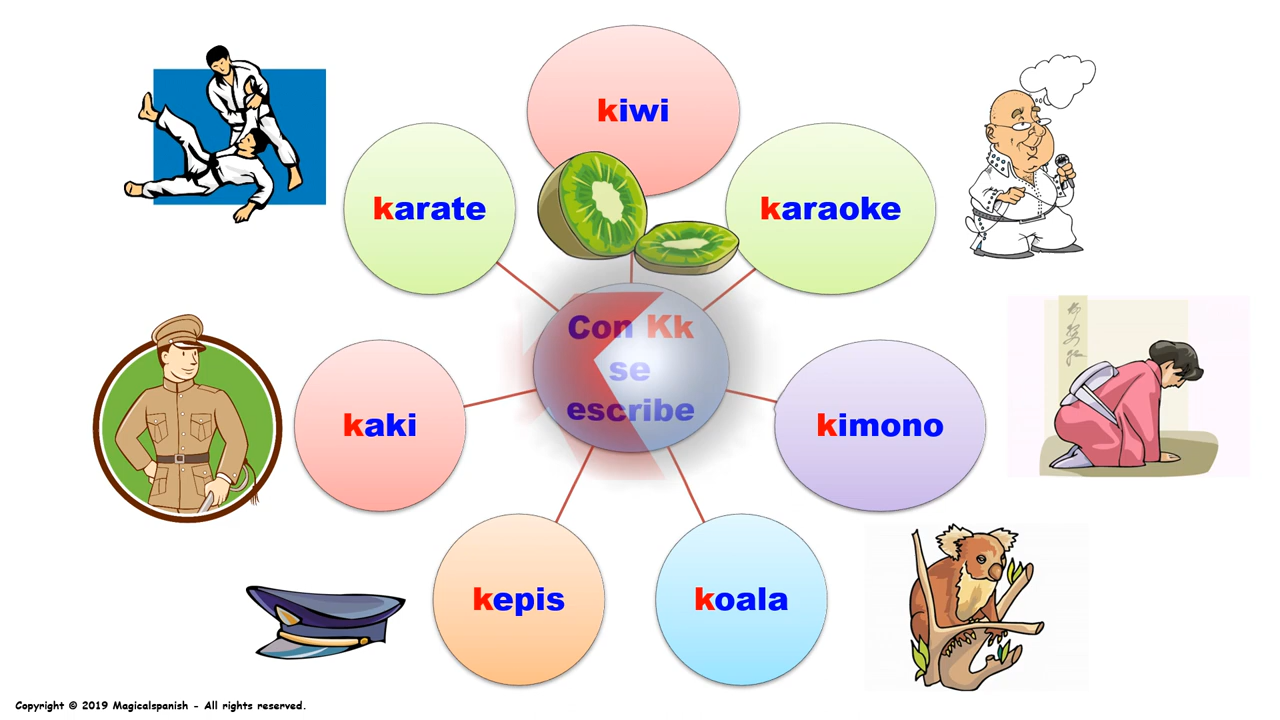 kiwi
karate
karaoke
Con Kk
se
escribe
kaki
kimono
kepis
koala
Copyright © 2019 Magicalspanish - All rights reserved.